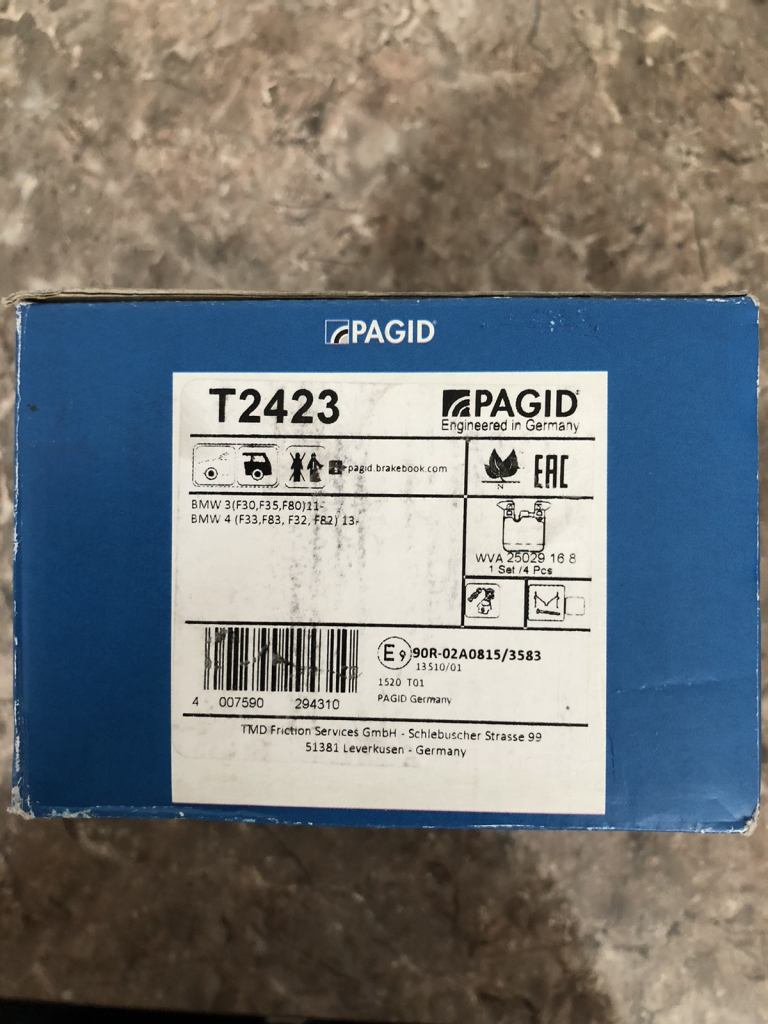 PAGID
T2423
PAGID
Engineered in Germany
pagid.brakebook.com
N
EAC
BMW 3(F30,F35,F80)11-
BMW 4 (F33,F83, F32, F82) 13-
WVA 25029 16 8
1 Set /4 Pcs
E9 90R-02A0815/3583
13510/01
1520 T01
PAGID Germany
4 007590 294310
TMD Friction Services GmbH - Schlebuscher Strasse 99
51381 Leverkusen - Germany